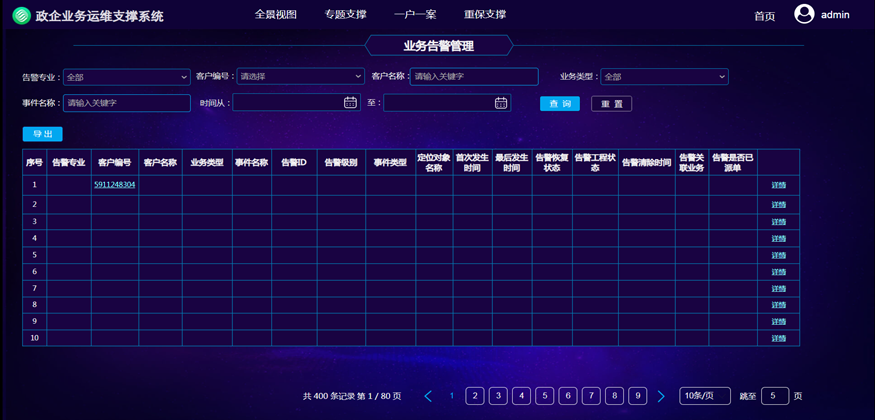 政企业务运维支撑系统 全景视图 专题支撑 一户一案 重保支撑 首页 admin
业务告警管理
告警专业： 全部 客户编号： 请选择 客户名称： 请输入关键字 业务类型： 全部
事件名称： 请输入关键字 时间从： 至： 查 询 重 置
导 出
序号 告警专业 客户编号 客户名称 业务类型 事件名称 告警ID 告警级别 事件类型 定位对象名称 首次发生时间 最后发生时间 告警恢复状态 告警工程状态 告警清除时间 告警关联业务 告警是否已派单
1 5911248304 详情
2 详情
3 详情
4 详情
5 详情
6 详情
7 详情
8 详情
9 详情
10 详情
共 400 条记录 第 1 / 80 页 1 2 3 4 5 6 7 8 9 10条/页 跳至 5 页